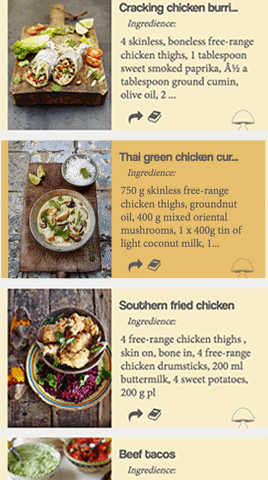 Cracking chicken burri...
Ingredience:
4 skinless, boneless free-range
chicken thighs, 1 tablespoon
sweet smoked paprika, Â½ a
tablespoon ground cumin,
olive oil, 2 ...
Thai green chicken cur...
Ingredience:
750 g skinless free-range
chicken thighs, groundnut
oil, 400 g mixed oriental
mushrooms, 1 x 400g tin of
light coconut milk, 1...
Southern fried chicken
Ingredience:
4 free-range chicken thighs ,
skin on, bone in, 4 free-range
chicken drumsticks, 200 ml
buttermilk, 4 sweet potatoes,
200 g pl
Beef tacos
Ingredience: